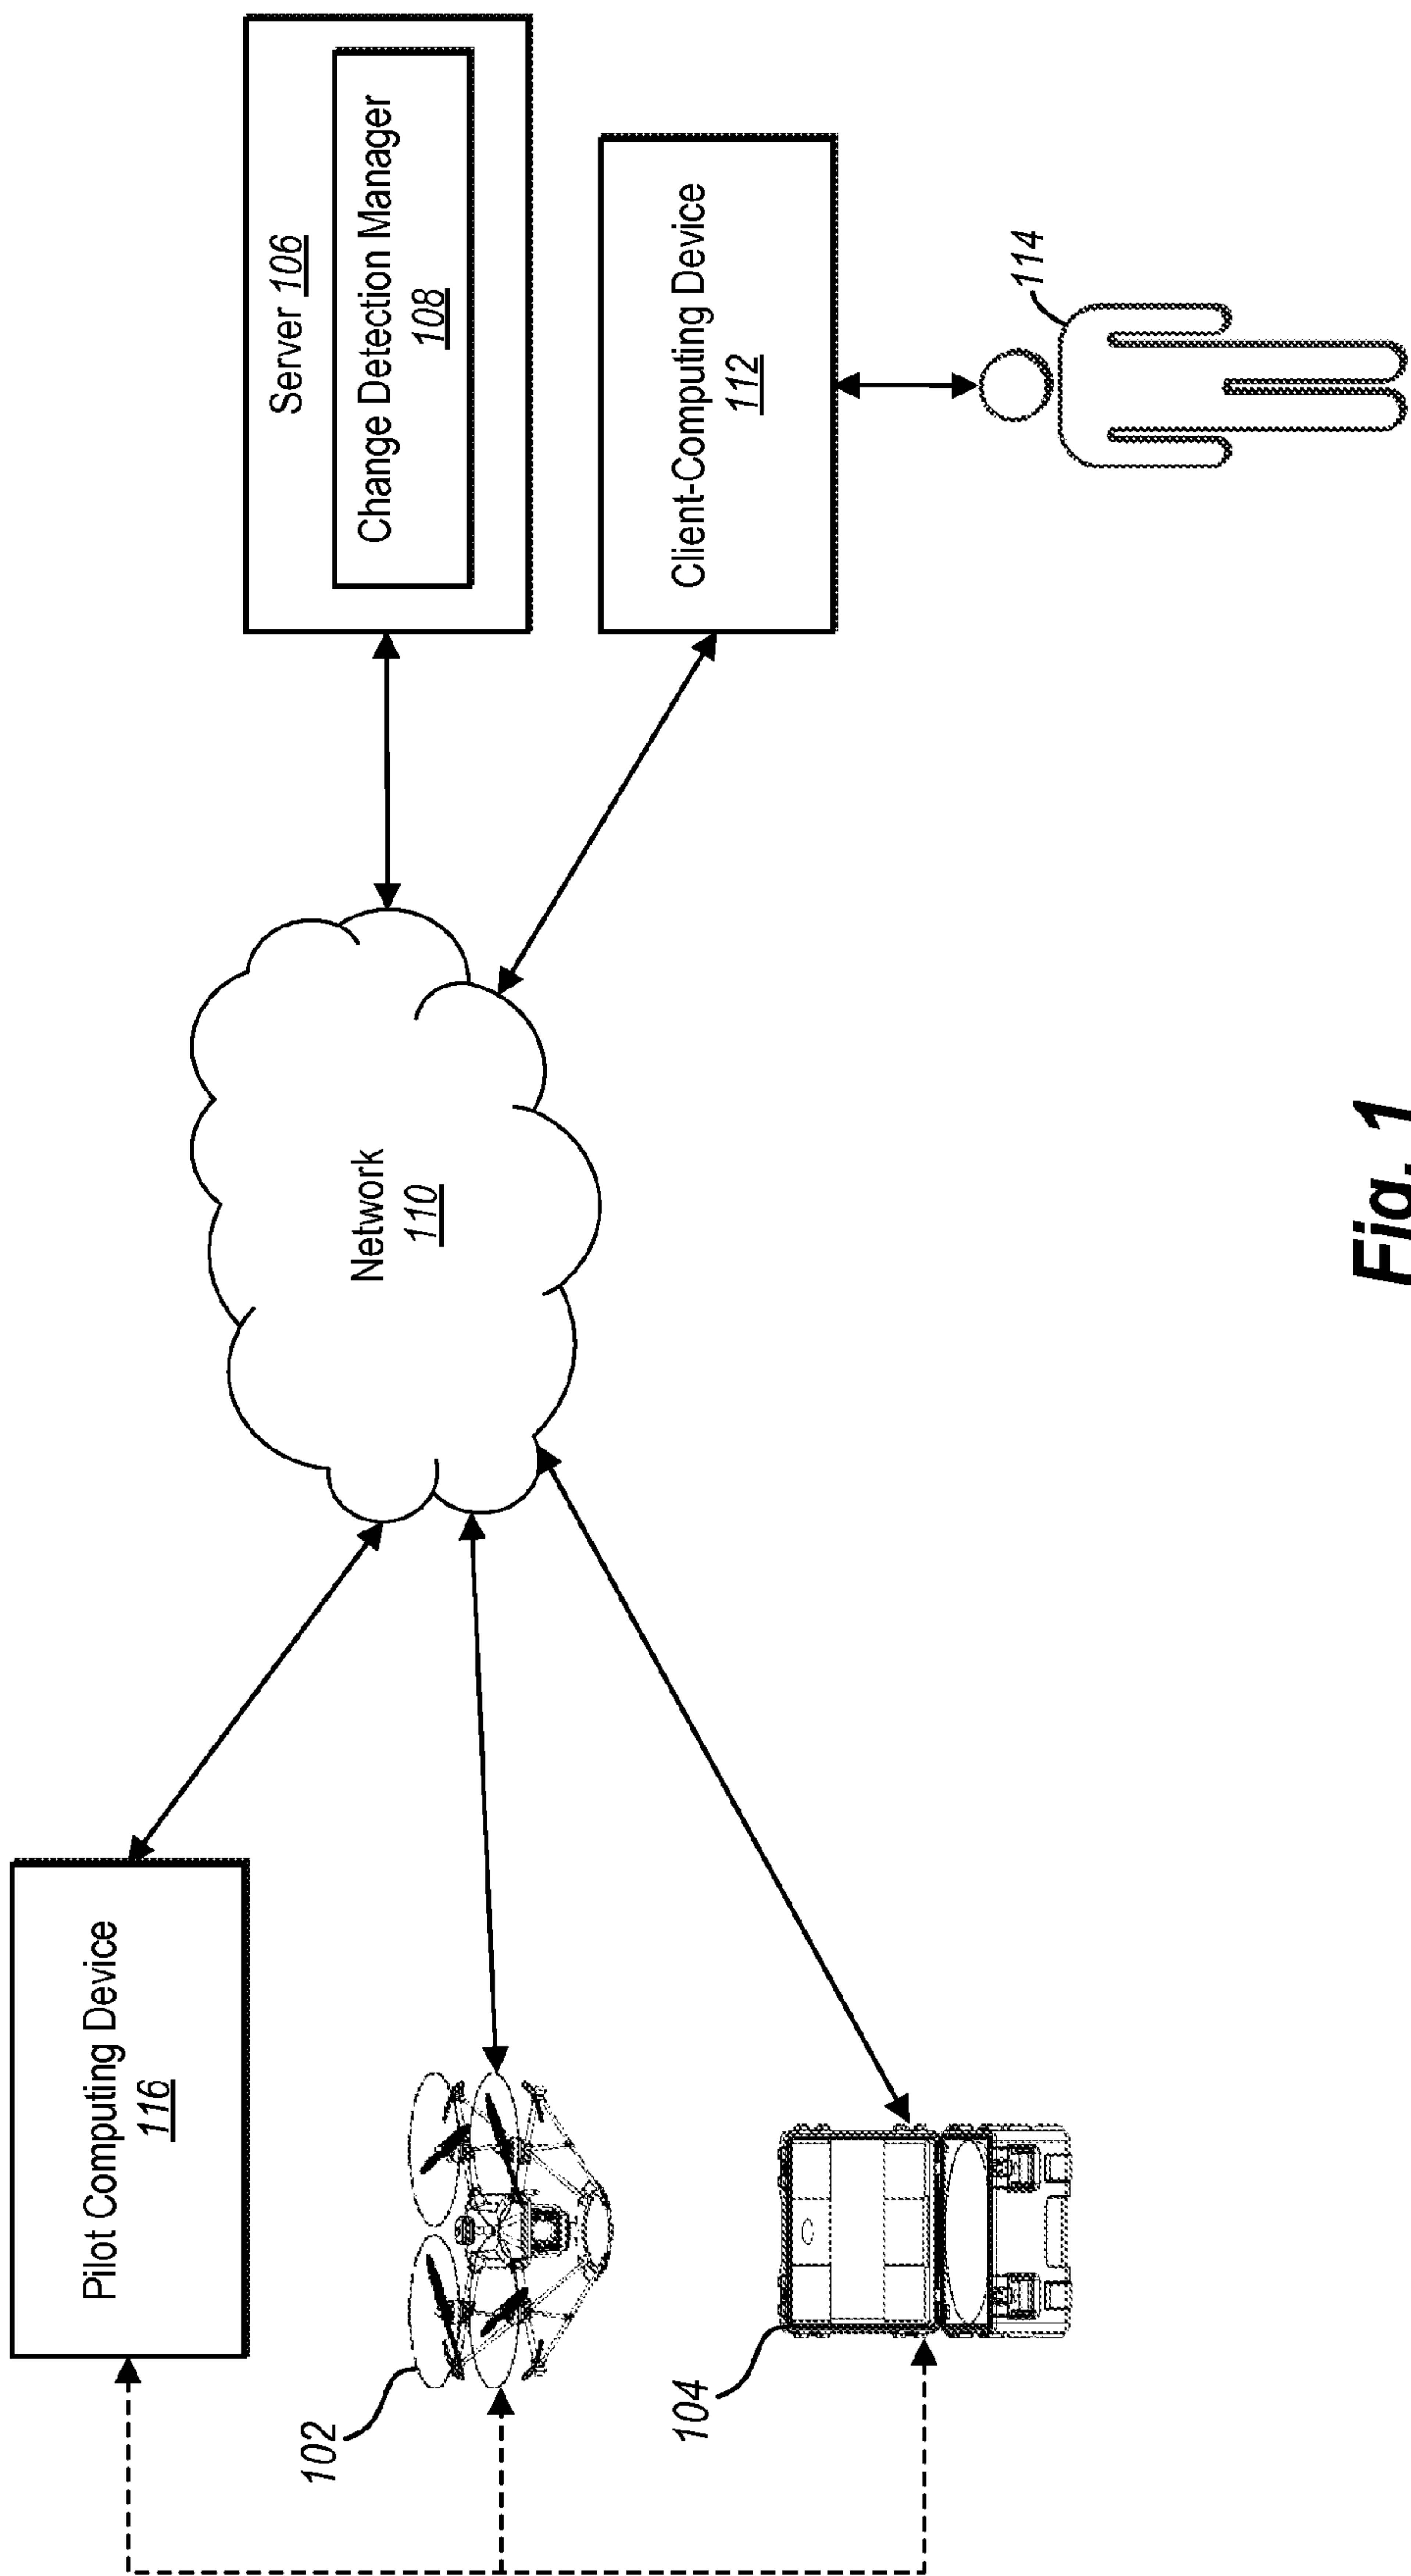 Pilot Computing Device
116
102
104
Network
110
Server 106
Change Detection Manager
108
Client-Computing Device
112
114
Fig. 1